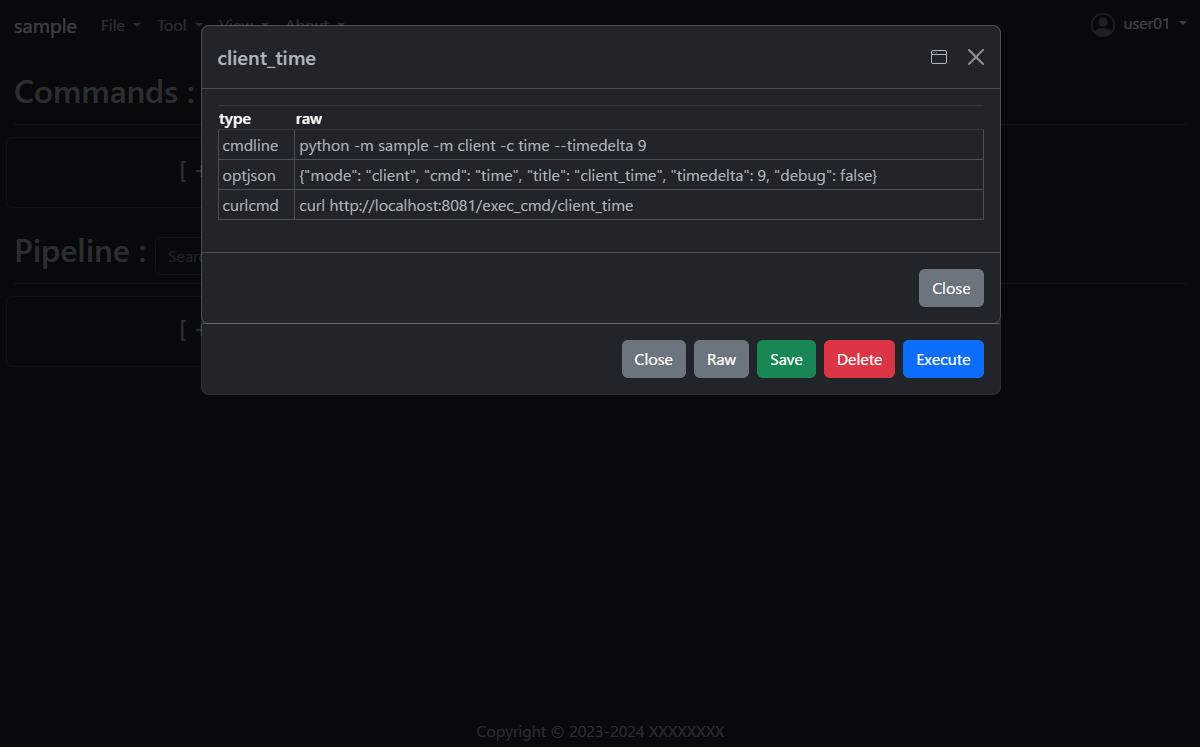 sample File Tool View About user01
client_time
Commands :
type raw
cmdline python -m sample -m client -c time --timedelta 9
[ +
optjson {"mode": "client", "cmd": "time", "title": "client_time", "timedelta": 9, "debug": false}
curlcmd curl http://localhost:8081/exec_cmd/client_time
Pipeline :
Close
[ +
Close Raw Save Delete Execute
Copyright © 2023-2024 XXXXXXXX